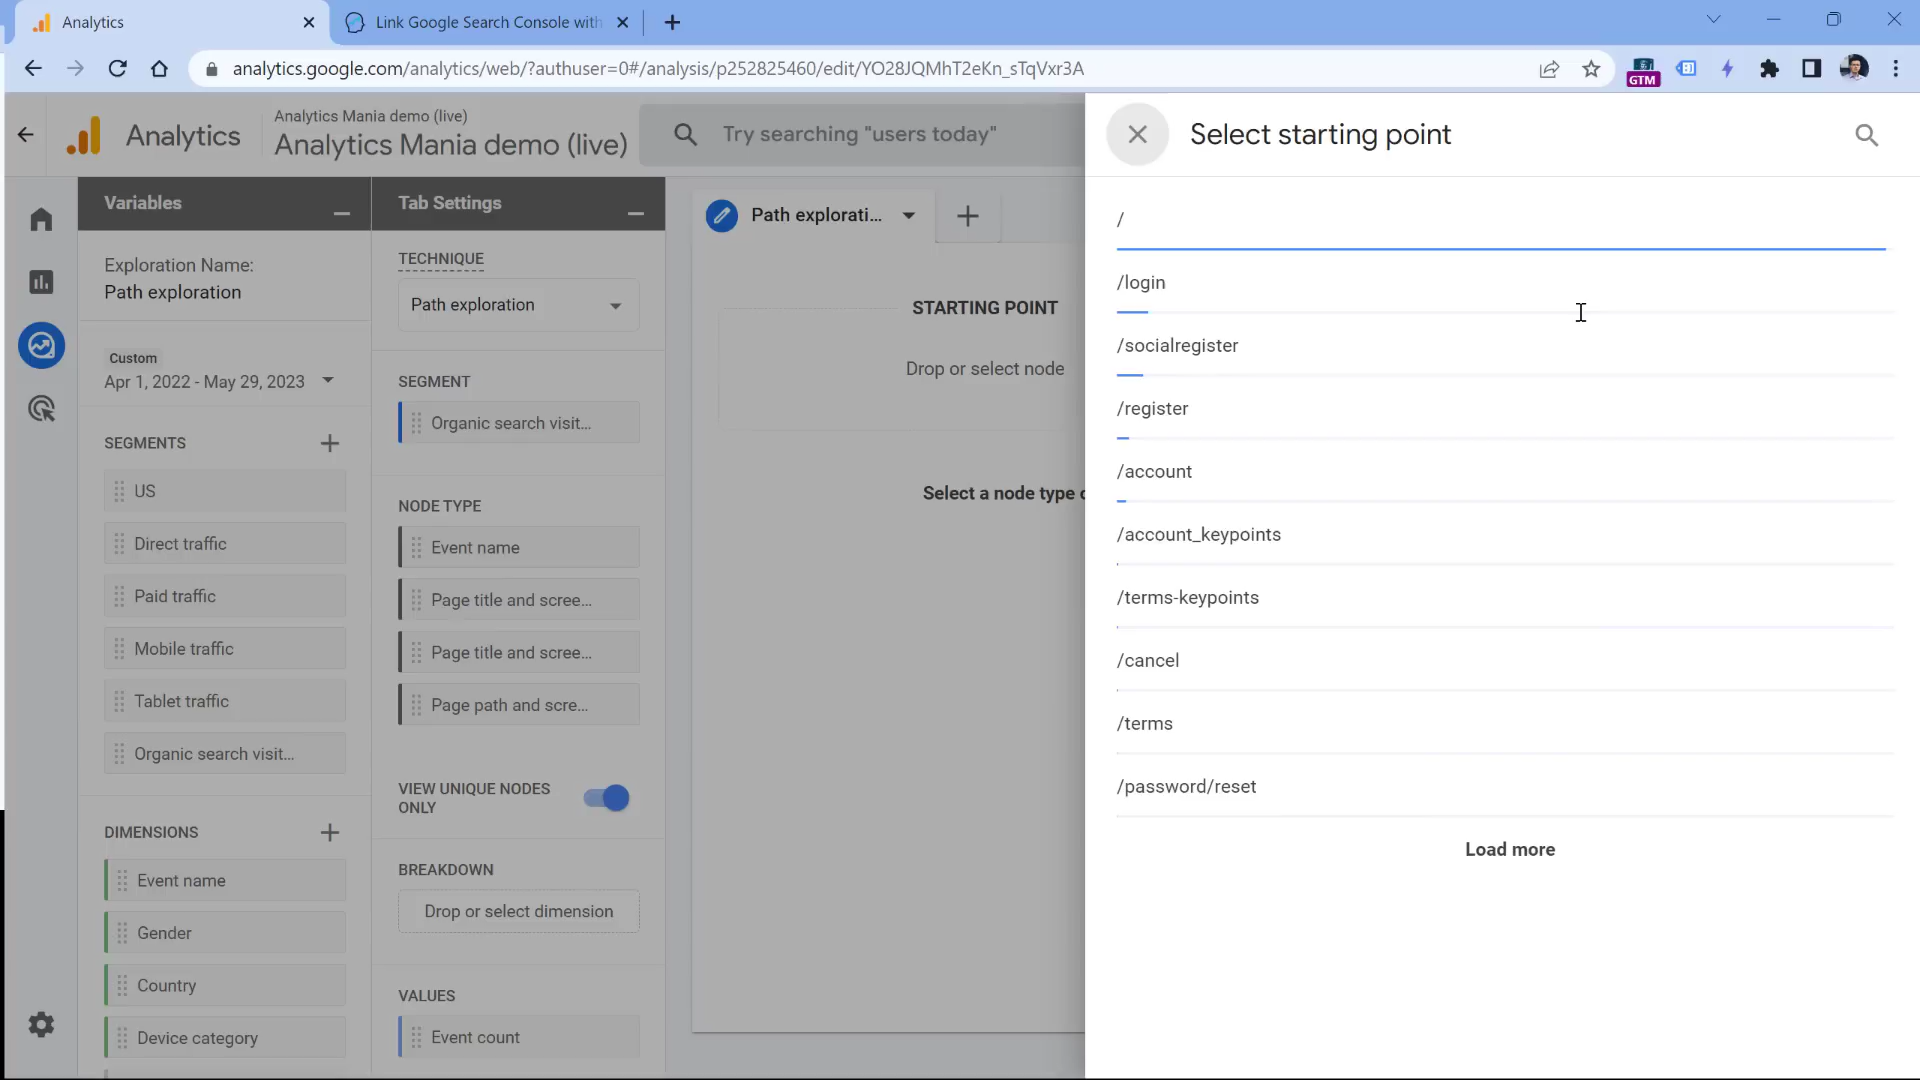 Analytics
Link Google Search Console with
analytics.google.com/analytics/web/?authuser=0#/analysis/p252825460/edit/YO28JQMhT2eKn_sTqVxr3A
GTM
Analytics
Analytics Mania demo (live)
Analytics Mania demo (live)
Try searching "users today"
Select starting point
Variables
Exploration Name:
Path exploration
Custom
Apr 1, 2022 - May 29, 2023
SEGMENTS
US
Direct traffic
Paid traffic
Mobile traffic
Tablet traffic
Organic search visit...
DIMENSIONS
Event name
Gender
Country
Device category
Tab Settings
TECHNIQUE
Path exploration
SEGMENT
Organic search visit...
NODE TYPE
Event name
Page title and scree...
Page title and scree...
Page path and scre...
VIEW UNIQUE NODES
ONLY
BREAKDOWN
Drop or select dimension
VALUES
Event count
Path explorati...
STARTING POINT
Drop or select node
Select a node type
/
/login
/socialregister
/register
/account
/account_keypoints
/terms-keypoints
/cancel
/terms
/password/reset
Load more